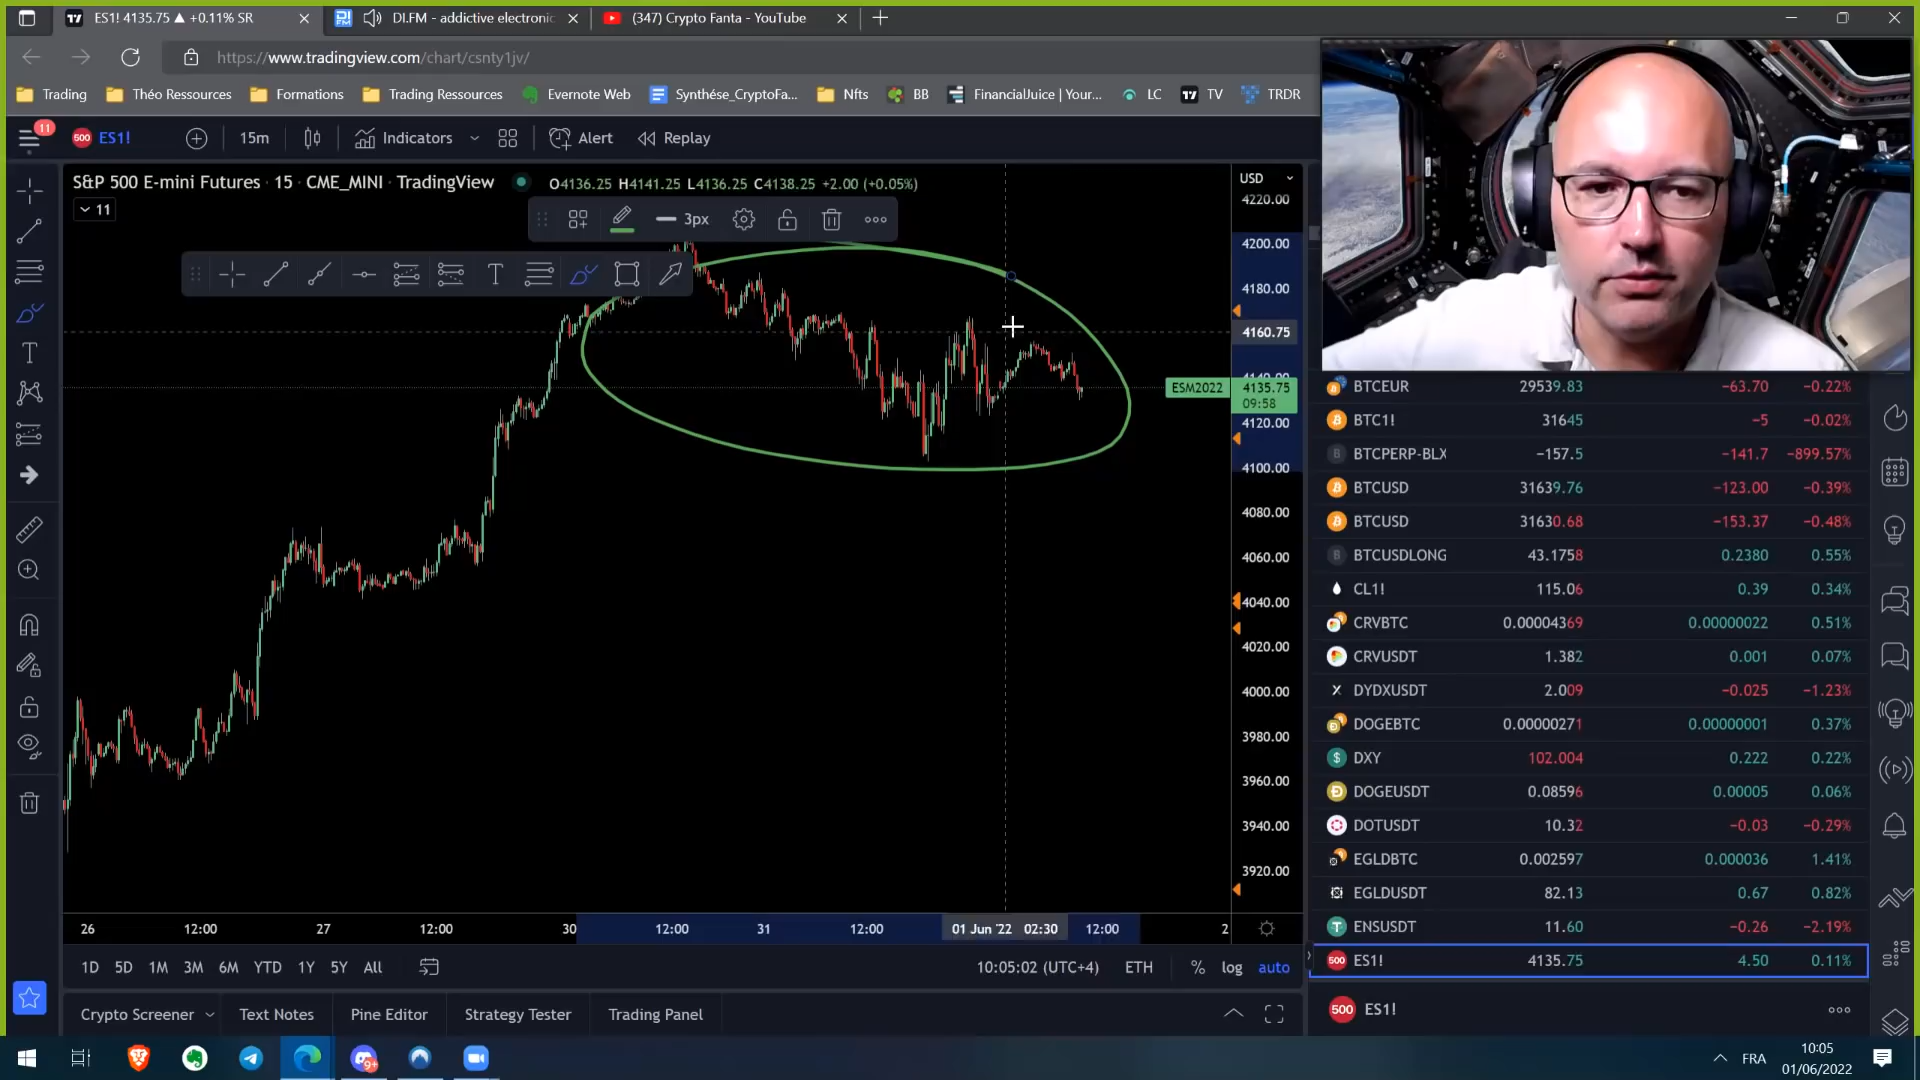 ES1! 4135.75 ▲ +0.11% SR
DI.FM - addictive electronic
(347) Crypto Fanta - YouTube
https://www.tradingview.com/chart/csnty1jv/
Trading
Théo Ressources
Formations
Trading Ressources
Evernote Web
Synthése_CryptoFa...
Nfts
BB
FinancialJuice | Your...
LC
TV
TRDR
11
500 ES1!
15m
Indicators
Alert
Replay
S&P 500 E-mini Futures · 15 · CME_MINI · TradingView
O4136.25 H4141.25 L4136.25 C4138.25 +2.00 (+0.05%)
11
3px
USD
4220.00
4200.00
4180.00
4160.75
4140.00
ESM2022 4135.75
09:58
4120.00
4100.00
4080.00
4060.00
4040.00
4020.00
4000.00
3980.00
3960.00
3940.00
3920.00
26 12:00 27 12:00 30 12:00 31 12:00 01 Jun '22 02:30 12:00 2
1D 5D 1M 3M 6M YTD 1Y 5Y All
10:05:02 (UTC+4) ETH % log auto
Crypto Screener
Text Notes
Pine Editor
Strategy Tester
Trading Panel
BTCEUR 29539.83 −63.70 −0.22%
BTC1! 31645 −5 −0.02%
BTCPERP-BLX −157.5 −141.7 −899.57%
BTCUSD 31639.76 −123.00 −0.39%
BTCUSD 31630.68 −153.37 −0.48%
BTCUSDLONG 43.1758 0.2380 0.55%
CL1! 115.06 0.39 0.34%
CRVBTC 0.00004369 0.00000022 0.51%
CRVUSDT 1.382 0.001 0.07%
DYDXUSDT 2.009 −0.025 −1.23%
DOGEBTC 0.00000271 0.00000001 0.37%
DXY 102.004 0.222 0.22%
DOGEUSDT 0.08596 0.00005 0.06%
DOTUSDT 10.32 −0.03 −0.29%
EGLDBTC 0.002597 0.000036 1.41%
EGLDUSDT 82.13 0.67 0.82%
ENSUSDT 11.60 −0.26 −2.19%
500 ES1! 4135.75 4.50 0.11%
500 ES1!
9+
FRA
10:05
01/06/2022